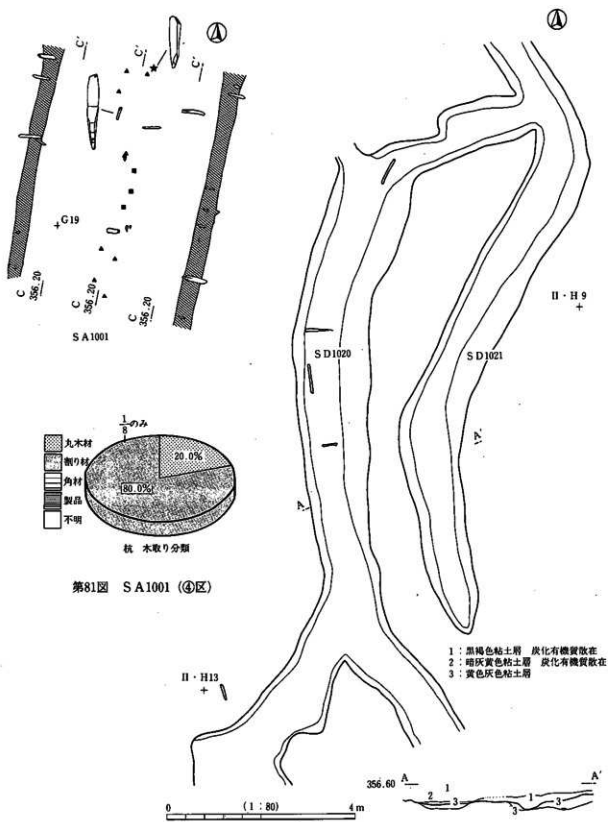 C′
C′
C′
G19
C
356.20
C
356.20
C
356.20
SA1001
1/8のみ
丸木材
割り材
角材
製品
不明
20.0%
80.0%
杭 木取り分類
第81図 SA1001 (④区)
II・H9
SD1020
SD1021
A′
A
II・H13
1:黒褐色粘土層 炭化有機質散在
2:暗灰黄色粘土層 炭化有機質散在
3:黄色灰色粘土層
356.60 A A′
1
2 3 1 3
3
0 (1:80) 4m